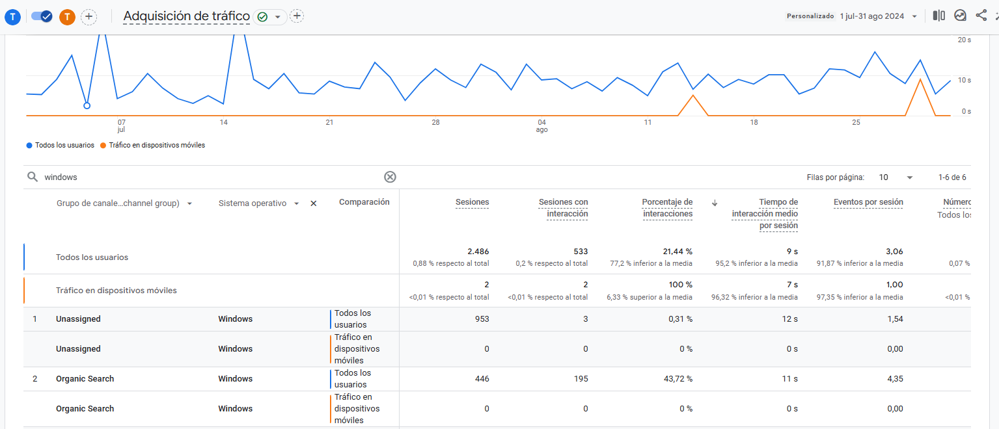 T T + Adquisición de tráfico + Personalizado 1 jul-31 ago 2024
20 s
10 s
0 s
07 14 21 28 04 11 18 25
jul ago
Todos los usuarios Tráfico en dispositivos móviles
windows Filas por página: 10 1-6 de 6
Grupo de canale...channel group) Sistema operativo Comparación Sesiones Sesiones con interacción Porcentaje de interacciones Tiempo de interacción medio por sesión Eventos por sesión Número
Todos los
Todos los usuarios 2.486 533 21,44 % 9 s 3,06
0,88 % respecto al total 0,2 % respecto al total 77,2 % inferior a la media 95,2 % inferior a la media 91,87 % inferior a la media 0,07 %
Tráfico en dispositivos móviles 2 2 100 % 7 s 1,00
<0,01 % respecto al total <0,01 % respecto al total 6,33 % superior a la media 96,32 % inferior a la media 97,35 % inferior a la media <0,01 %
1 Unassigned Windows Todos los usuarios 953 3 0,31 % 12 s 1,54
Unassigned Windows Tráfico en dispositivos móviles 0 0 0 % 0 s 0,00
2 Organic Search Windows Todos los usuarios 446 195 43,72 % 11 s 4,35
Organic Search Windows Tráfico en dispositivos móviles 0 0 0 % 0 s 0,00